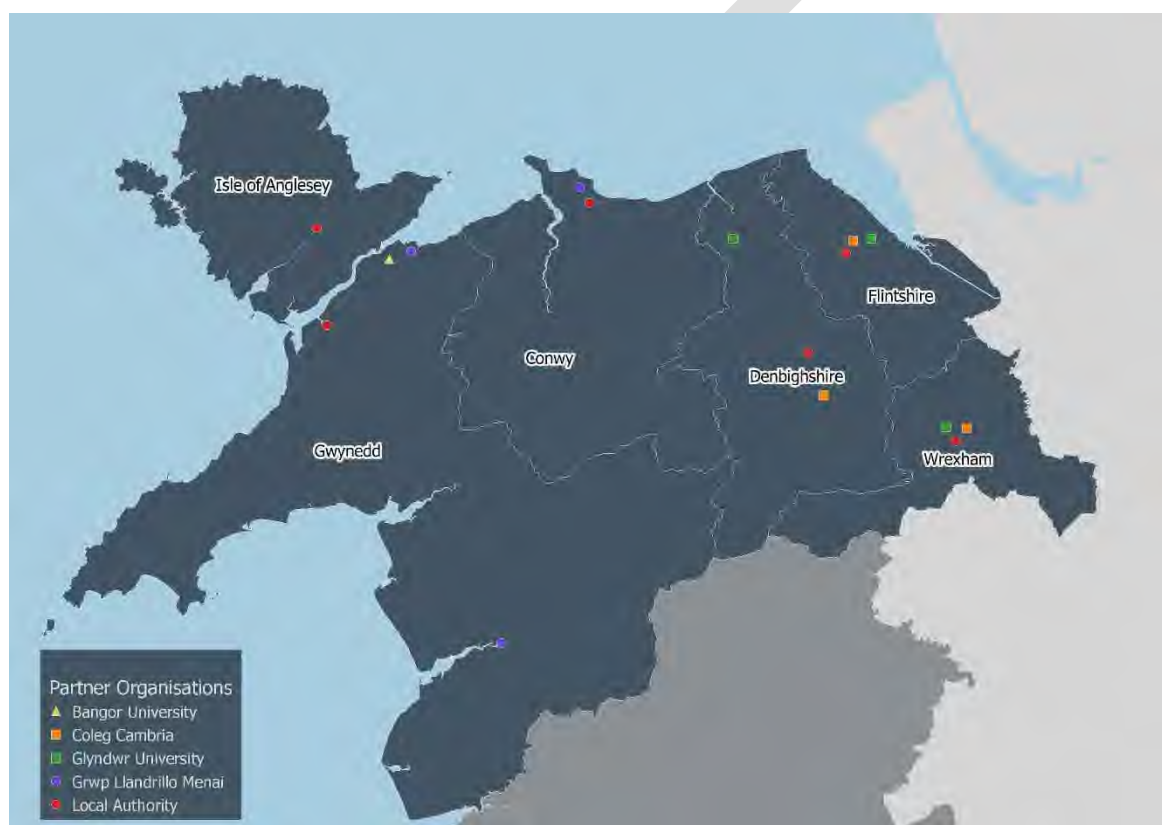 Isle of Anglesey
Flintshire
Conwy
Denbighshire
Gwynedd
Wrexham
Partner Organisations
Bangor University
Coleg Cambria
Glyndwr University
Grwp Llandrillo Menai
Local Authority